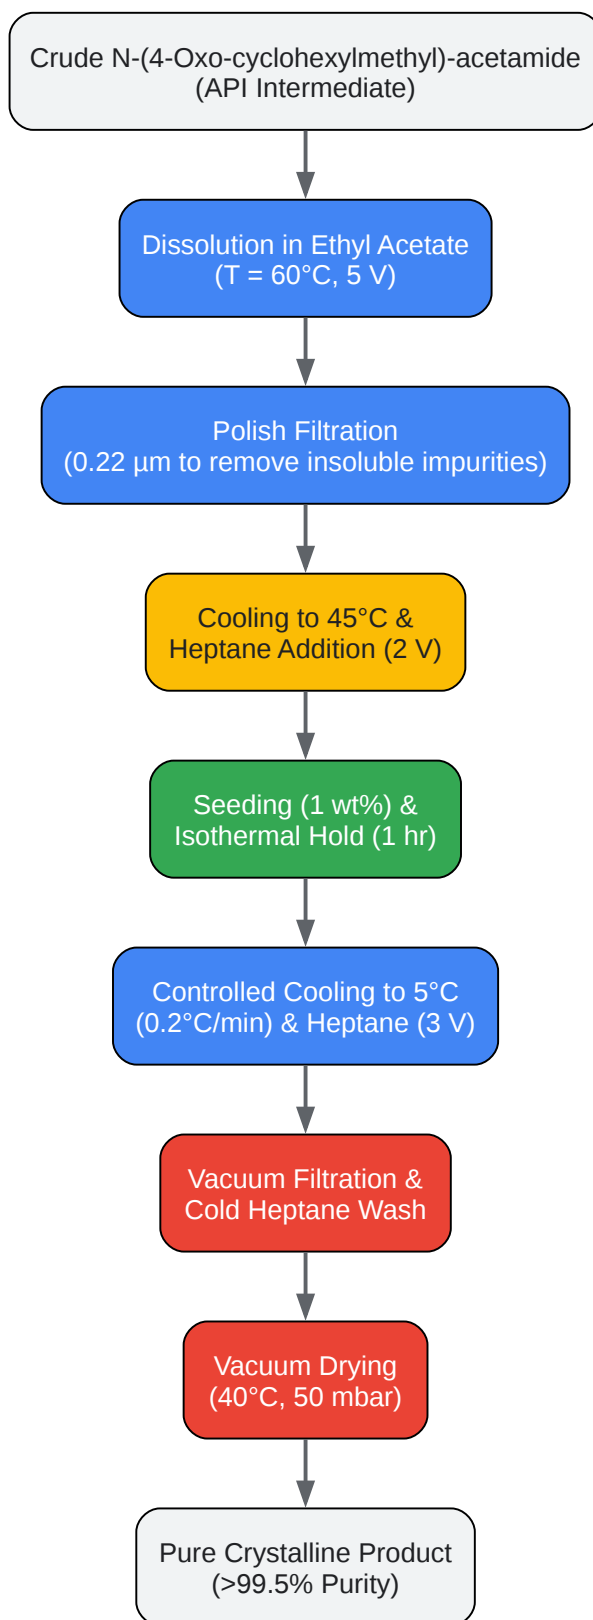 Crude N-(4-Oxo-cyclohexylmethyl)-acetamide
(API Intermediate)
Dissolution in Ethyl Acetate
(T = 60°C, 5 V)
Polish Filtration
(0.22 µm to remove insoluble impurities)
Cooling to 45°C &
Heptane Addition (2 V)
Seeding (1 wt%) &
Isothermal Hold (1 hr)
Controlled Cooling to 5°C
(0.2°C/min) & Heptane (3 V)
Vacuum Filtration &
Cold Heptane Wash
Vacuum Drying
(40°C, 50 mbar)
Pure Crystalline Product
(>99.5% Purity)